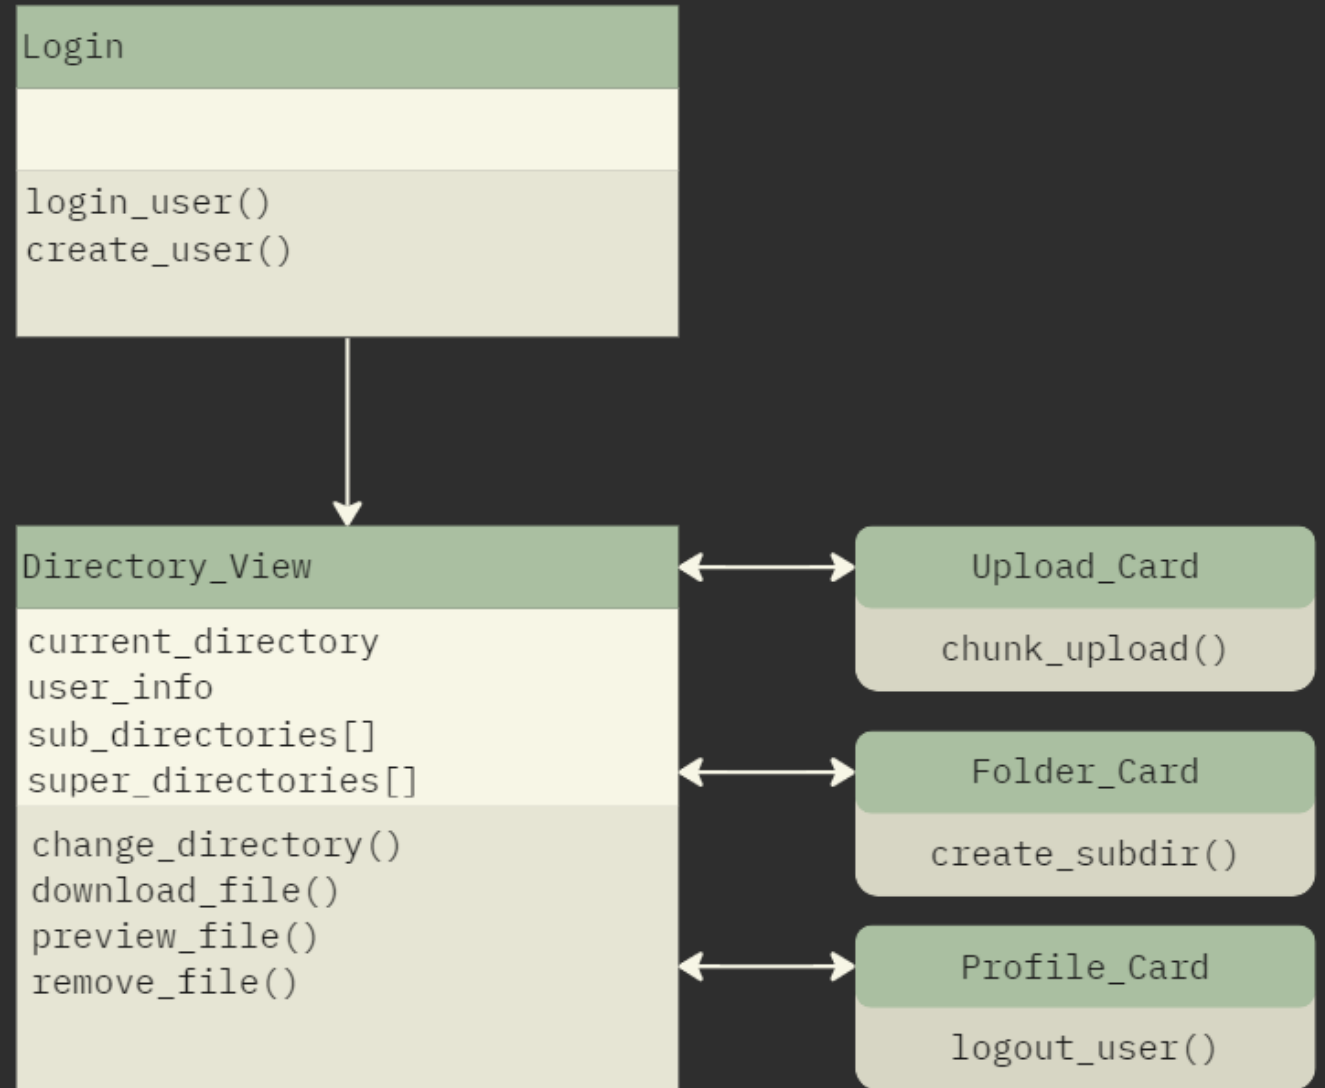 Login
login_user()
create_user()
Directory_View
current_directory
user_info
sub_directories[]
super_directories[]
change_directory()
download_file()
preview_file()
remove_file()
Upload_Card
chunk_upload()
Folder_Card
create_subdir()
Profile_Card
logout_user()